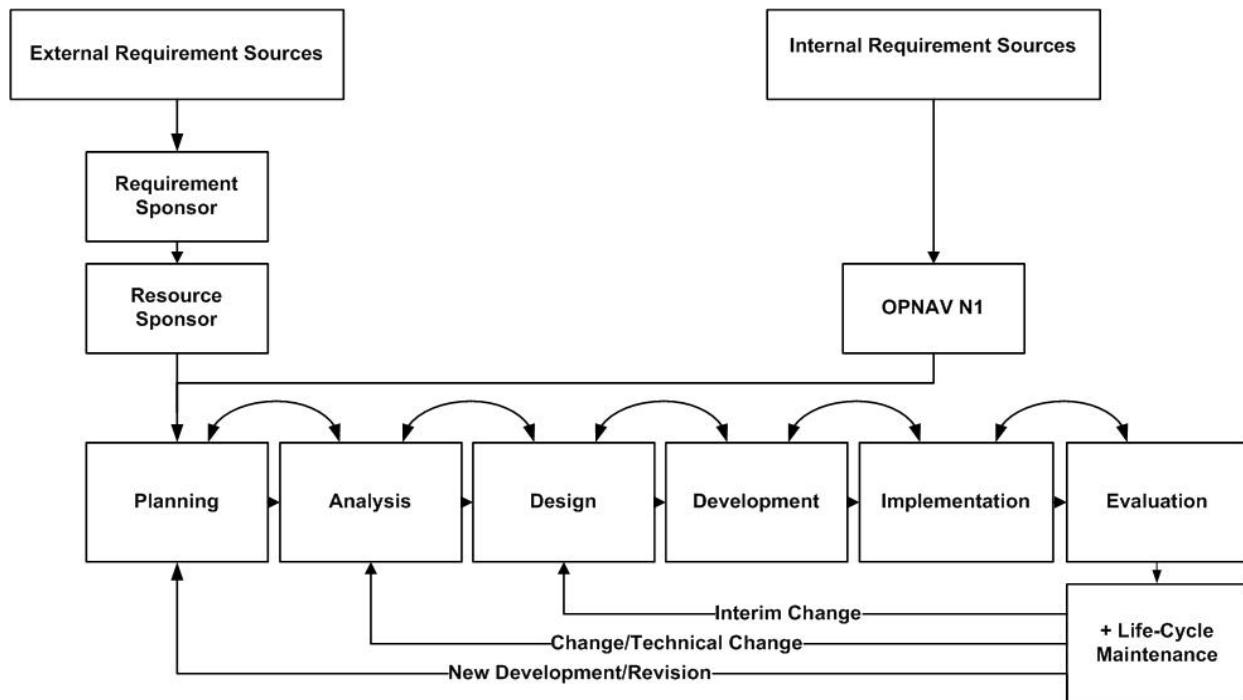 External Requirement Sources
Internal Requirement Sources
Requirement
Sponsor
Resource
Sponsor
OPNAV N1
Planning
Analysis
Design
Development
Implementation
Evaluation
Interim Change
Change/Technical Change
New Development/Revision
+ Life-Cycle
Maintenance